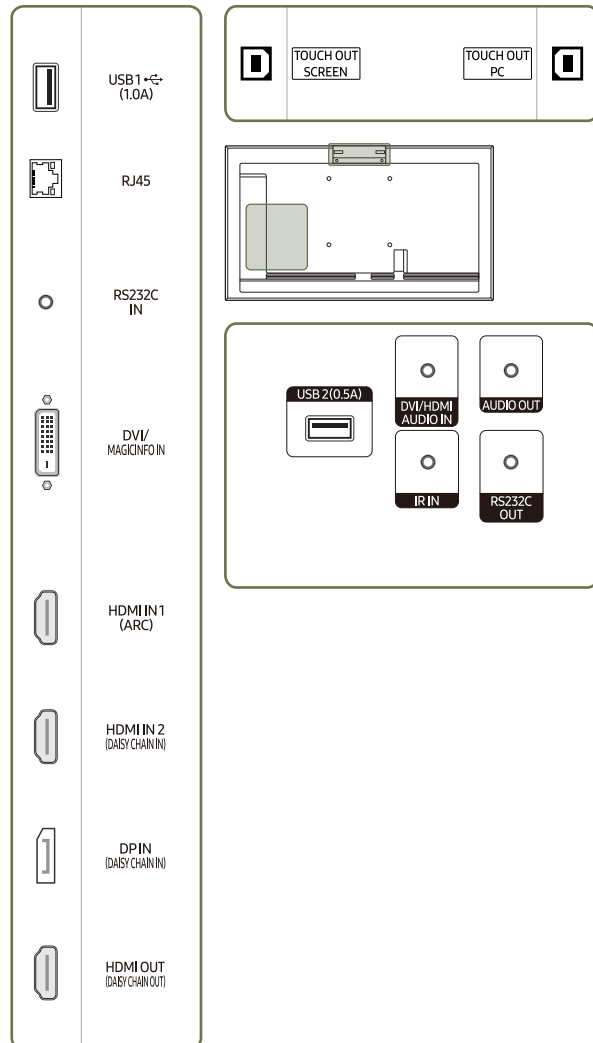 USB1
(1.0A)
RJ45
RS232C
IN
DVI/
MAGICINFO IN
HDMI IN 1
(ARC)
HDMI IN 2
(DAISY CHAIN IN)
DP IN
(DAISY CHAIN IN)
HDMI OUT
(DAISY CHAIN OUT)
TOUCH OUT
SCREEN
TOUCH OUT
PC
USB 2(0.5A)
DVI/HDMI
AUDIO IN
AUDIO OUT
IR IN
RS232C
OUT